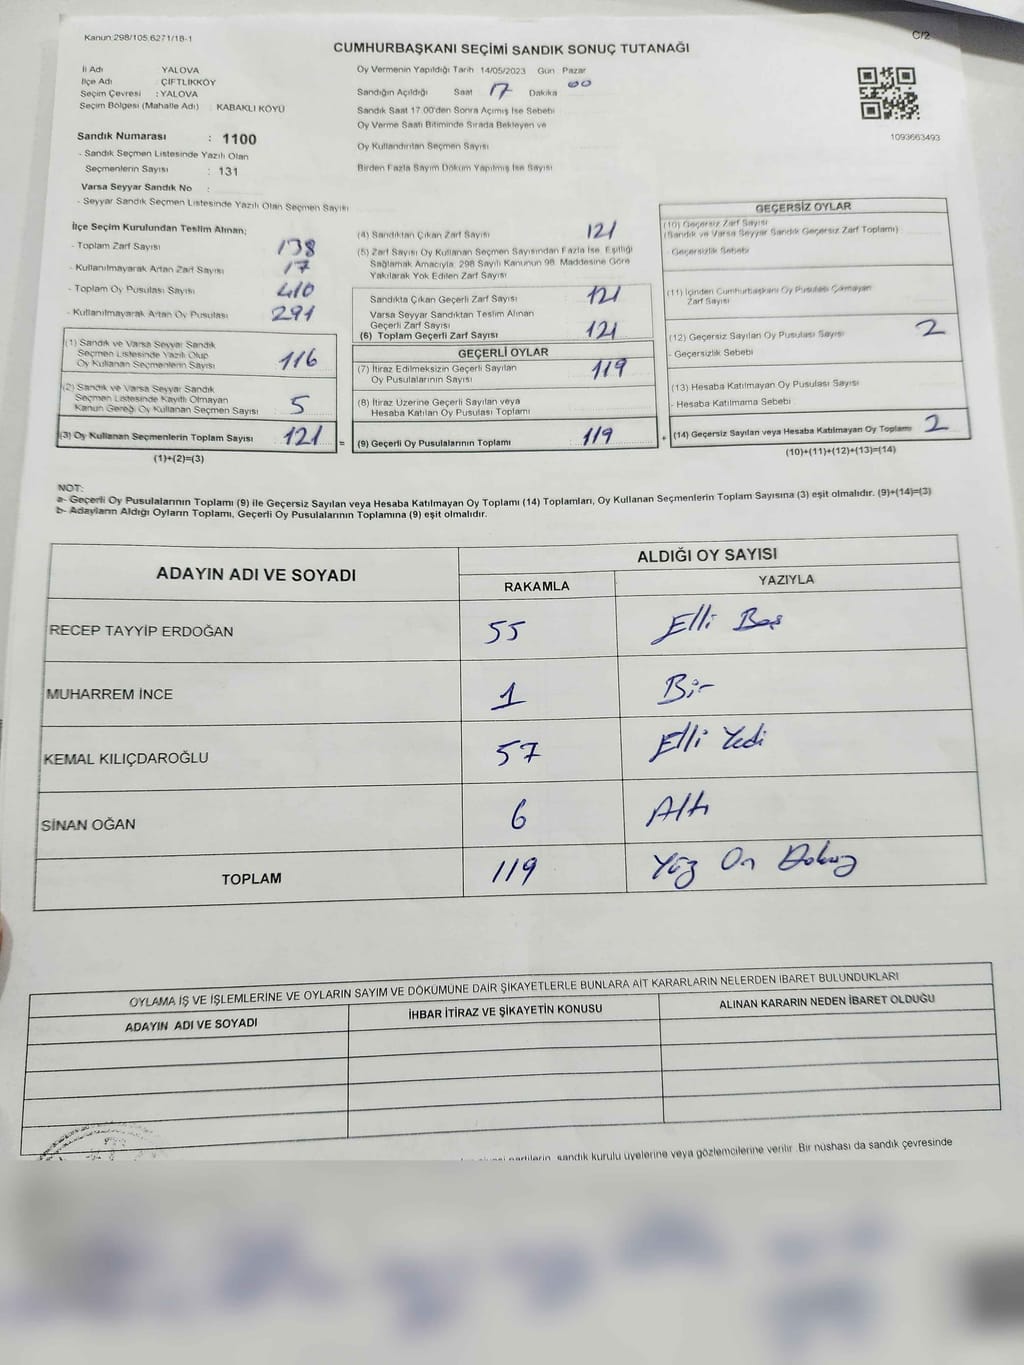 Kanun:298/105,6271/18-1
C/2
CUMHURBAŞKANI SEÇİMİ SANDIK SONUÇ TUTANAĞI
İl Adı YALOVA
İlçe Adı : ÇİFTLİKKÖY
Seçim Çevresi : YALOVA
Seçim Bölgesi (Mahalle Adı) : KABAKLI KÖYÜ
Oy Vermenin Yapıldığı Tarih 14/05/2023 Gün Pazar
Sandığın Açıldığı Saat 17 Dakika 00
Sandık Saat 17.00'den Sonra Açılmış İse Sebebi
Oy Verme Saati Bitiminde Sırada Bekleyen ve
Oy Kullandırılan Seçmen Sayısı
Birden Fazla Sayım Döküm Yapılmış İse Sayısı
1093663493
Sandık Numarası : 1100
- Sandık Seçmen Listesinde Yazılı Olan
Seçmenlerin Sayısı : 131
Varsa Seyyar Sandık No :
- Seyyar Sandık Seçmen Listesinde Yazılı Olan Seçmen Sayısı
İlçe Seçim Kurulundan Teslim Alınan;
- Toplam Zarf Sayısı 138
- Kullanılmayarak Artan Zarf Sayısı 17
- Toplam Oy Pusulası Sayısı 410
- Kullanılmayarak Artan Oy Pusulası 291
(1) Sandık ve Varsa Seyyar Sandık
Seçmen Listesinde Yazılı Olup
Oy Kullanan Seçmenlerin Sayısı 116
(2) Sandık ve Varsa Seyyar Sandık
Seçmen Listesinde Kayıtlı Olmayan
Kanun Gereği Oy Kullanan Seçmen Sayısı 5
(3) Oy Kullanan Seçmenlerin Toplam Sayısı 121 =
(1)+(2)=(3)
(4) Sandıktan Çıkan Zarf Sayısı 121
(5) Zarf Sayısı Oy Kullanan Seçmen Sayısından Fazla İse, Eşitliği
Sağlamak Amacıyla, 298 Sayılı Kanunun 98. Maddesine Göre
Yakılarak Yok Edilen Zarf Sayısı
Sandıkta Çıkan Geçerli Zarf Sayısı 121
Varsa Seyyar Sandıktan Teslim Alınan
Geçerli Zarf Sayısı
(6) Toplam Geçerli Zarf Sayısı 121
GEÇERLİ OYLAR
(7) İtiraz Edilmeksizin Geçerli Sayılan
Oy Pusulalarının Sayısı 119
(8) İtiraz Üzerine Geçerli Sayılan veya
Hesaba Katılan Oy Pusulası Toplamı
(9) Geçerli Oy Pusulalarının Toplamı 119 +
GEÇERSİZ OYLAR
(10) Geçersiz Zarf Sayısı
(Sandık ve Varsa Seyyar Sandık Geçersiz Zarf Toplamı)
- Geçersizlik Sebebi
(11) İçinden Cumhurbaşkanı Oy Pusulası Çıkmayan
Zarf Sayısı
(12) Geçersiz Sayılan Oy Pusulası Sayısı 2
- Geçersizlik Sebebi
(13) Hesaba Katılmayan Oy Pusulası Sayısı
- Hesaba Katılmama Sebebi
(14) Geçersiz Sayılan veya Hesaba Katılmayan Oy Toplamı 2
(10)+(11)+(12)+(13)=(14)
NOT:
a- Geçerli Oy Pusulalarının Toplamı (9) ile Geçersiz Sayılan veya Hesaba Katılmayan Oy Toplamı (14) Toplamları, Oy Kullanan Seçmenlerin Toplam Sayısına (3) eşit olmalıdır. (9)+(14)=(3)
b- Adayların Aldığı Oyların Toplamı, Geçerli Oy Pusulalarının Toplamına (9) eşit olmalıdır.
ADAYIN ADI VE SOYADI ALDIĞI OY SAYISI
RAKAMLA YAZIYLA
RECEP TAYYİP ERDOĞAN 55 Elli Beş
MUHARREM İNCE 1 Bir
KEMAL KILIÇDAROĞLU 57 Elli Yedi
SİNAN OĞAN 6 Altı
TOPLAM 119 Yüz On Dokuz
OYLAMA İŞ VE İŞLEMLERİNE VE OYLARIN SAYIM VE DÖKÜMÜNE DAİR ŞİKAYETLERLE BUNLARA AİT KARARLARIN NELERDEN İBARET BULUNDUKLARI
ADAYIN ADI VE SOYADI İHBAR İTİRAZ VE ŞİKAYETİN KONUSU ALINAN KARARIN NEDEN İBARET OLDUĞU
partilerin, sandık kurulu üyelerine veya gözlemcilerine verilir. Bir nüshası da sandık çevresinde